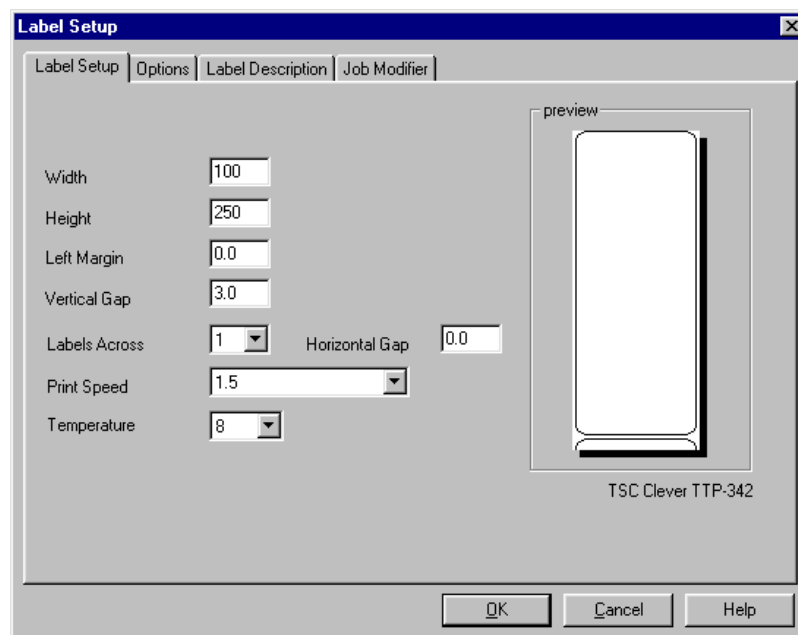 Label Setup
Label Setup Options Label Description Job Modifier
preview
Width 100
Height 250
Left Margin 0.0
Vertical Gap 3.0
Labels Across 1 Horizontal Gap 0.0
Print Speed 1.5
Temperature 8
TSC Clever TTP-342
OK Cancel Help